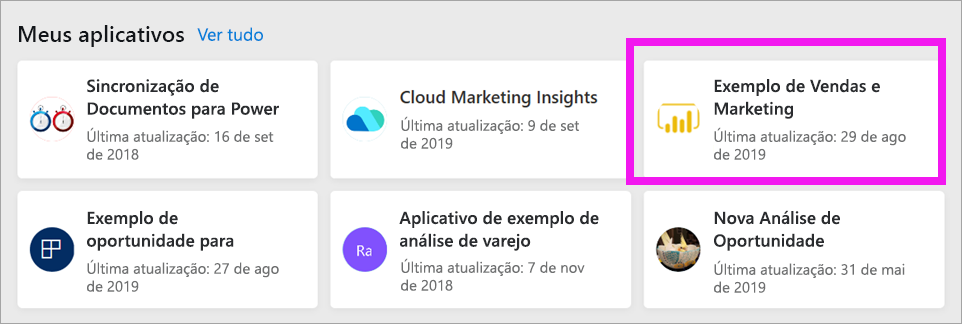 Meus aplicativos Ver tudo
Sincronização de
Documentos para Power
Última atualização: 16 de set
de 2018
Cloud Marketing Insights
Última atualização: 9 de set
de 2019
Exemplo de Vendas e
Marketing
Última atualização: 29 de ago
de 2019
Exemplo de
oportunidade para
Última atualização: 27 de ago
de 2019
Ra
Aplicativo de exemplo de
análise de varejo
Última atualização: 7 de nov
de 2018
Nova Análise de
Oportunidade
Última atualização: 31 de mai
de 2019